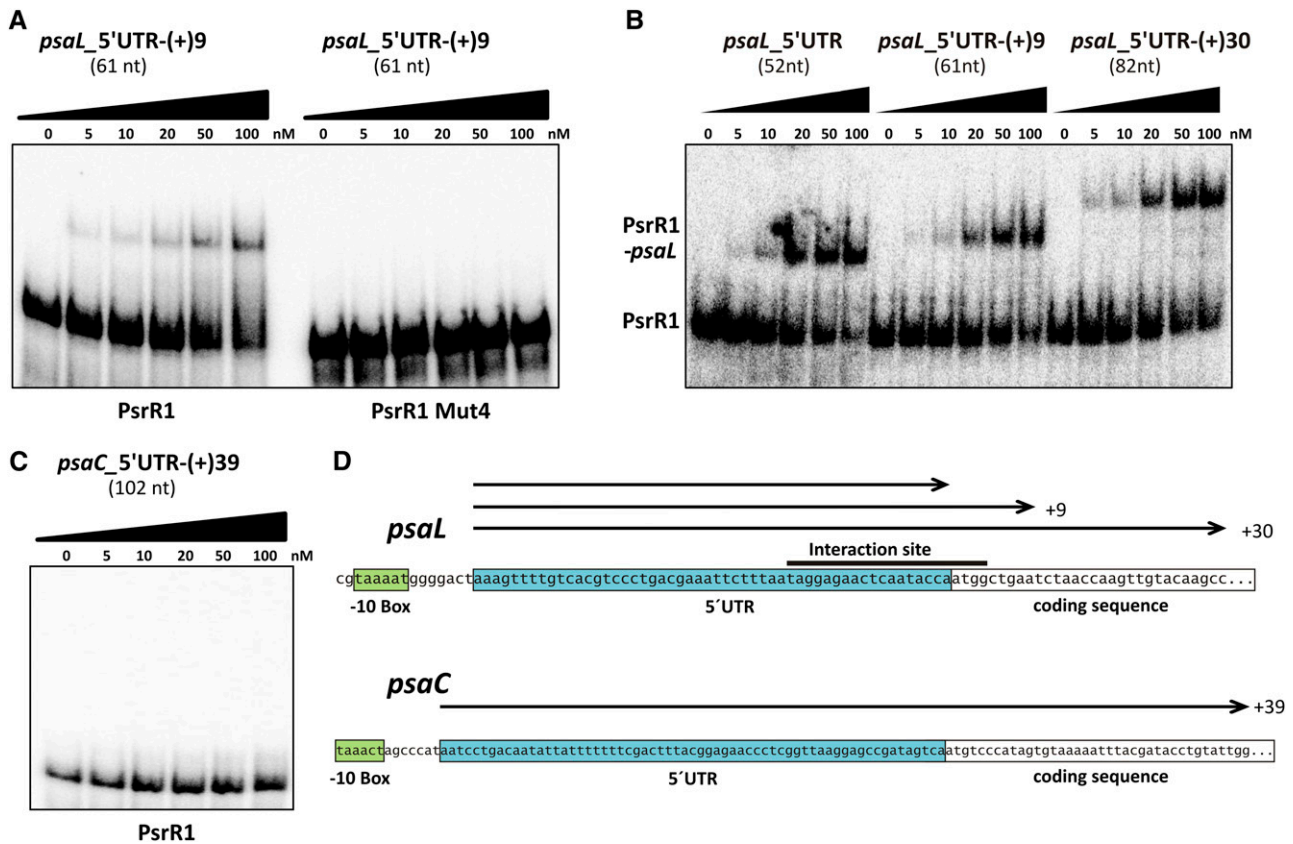 A
psaL_5'UTR-(+)9
(61 nt)
psaL_5'UTR-(+)9
(61 nt)
0 5 10 20 50 100 nM
0 5 10 20 50 100 nM
PsrR1
PsrR1 Mut4
B
psaL_5'UTR
(52nt)
psaL_5'UTR-(+)9
(61nt)
psaL_5'UTR-(+)30
(82nt)
0 5 10 20 50 100
0 5 10 20 50 100
0 5 10 20 50 100 nM
PsrR1
-psaL
PsrR1
C
psaC_5'UTR-(+)39
(102 nt)
0 5 10 20 50 100 nM
PsrR1
D
+9
psaL
+30
Interaction site
cgtaaaatggggactaaagttttgtcacgtccctgacgaaattctttaataggagaactcaataccaatggctgaatctaaccaagttgtacaagcc...
-10 Box
5´UTR
coding sequence
psaC
+39
taaactagcccataatcctgacaatattatttttttcgactttacggagaaccctcggttaaggagccgatagtcaatgtcccatagtgtaaaaatttacgatacctgtattgg...
-10 Box
5´UTR
coding sequence